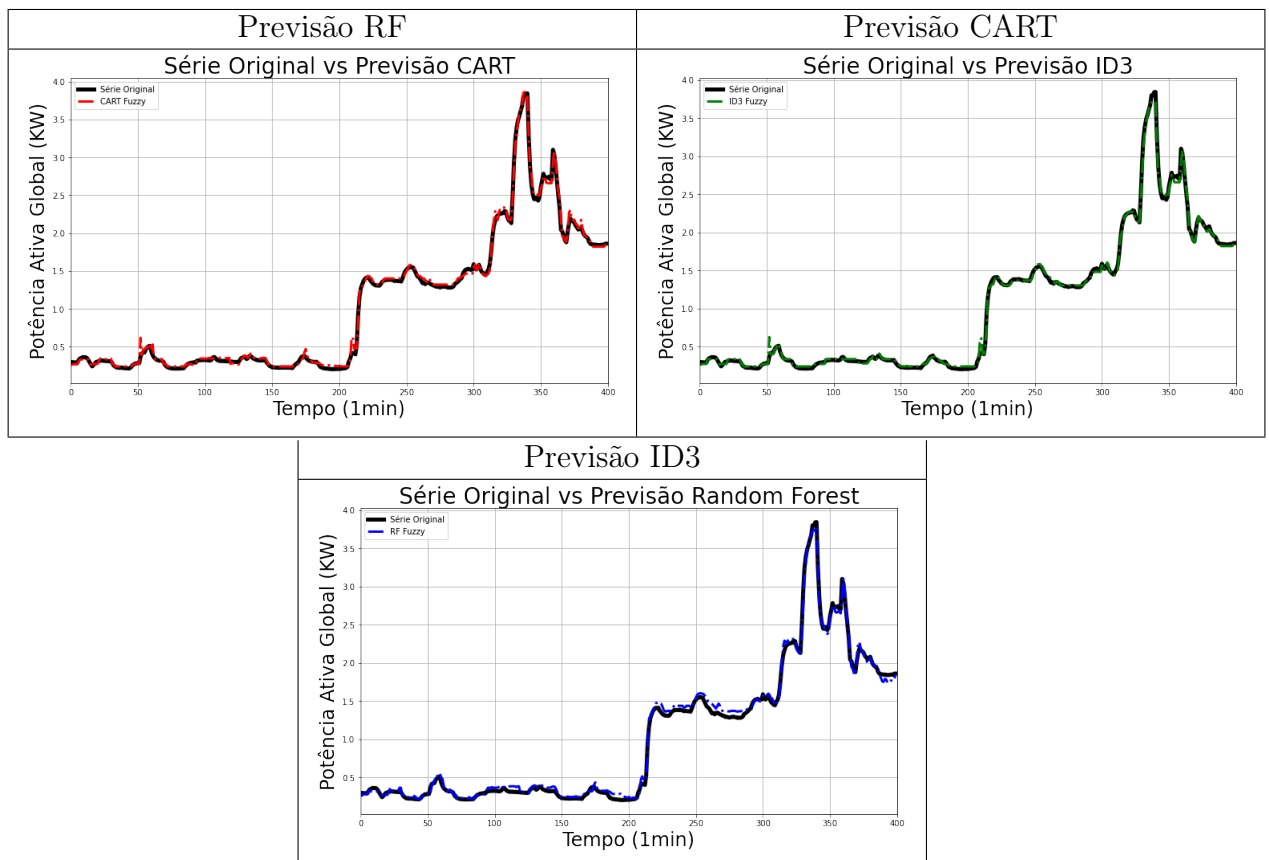 Previsão RF
Previsão CART
Série Original vs Previsão CART
Série Original
CART Fuzzy
Potência Ativa Global (KW)
4.0
3.5
3.0
2.5
2.0
1.5
1.0
0.5
0 50 100 150 200 250 300 350 400
Tempo (1min)
Série Original vs Previsão ID3
Série Original
ID3 Fuzzy
Potência Ativa Global (KW)
4.0
3.5
3.0
2.5
2.0
1.5
1.0
0.5
0 50 100 150 200 250 300 350 400
Tempo (1min)
Previsão ID3
Série Original vs Previsão Random Forest
Série Original
RF Fuzzy
Potência Ativa Global (KW)
4.0
3.5
3.0
2.5
2.0
1.5
1.0
0.5
0 50 100 150 200 250 300 350 400
Tempo (1min)